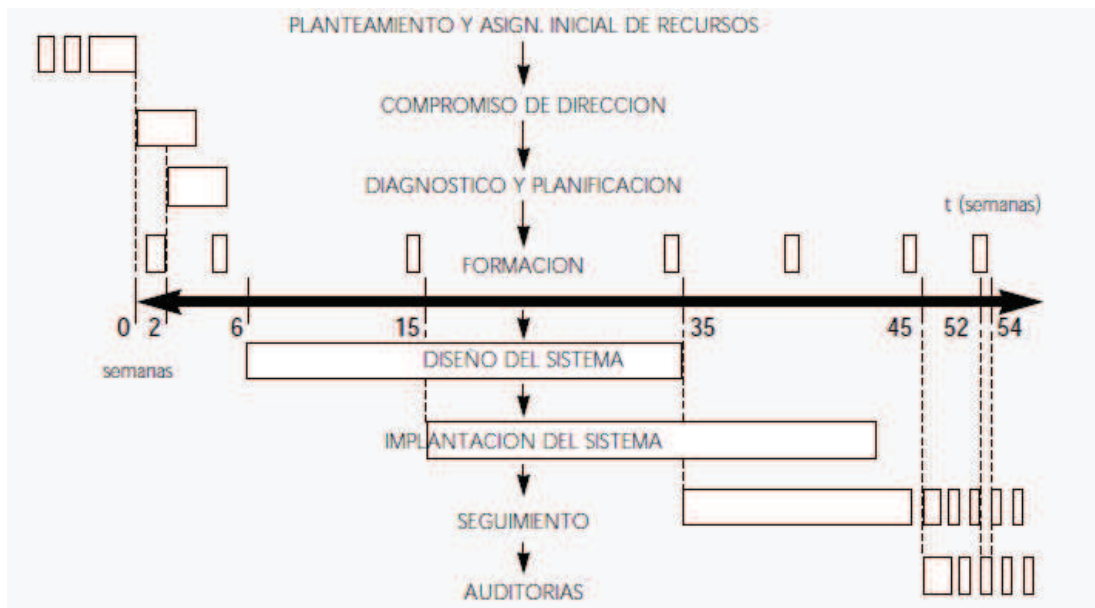 PLANTEAMIENTO Y ASIGN. INICIAL DE RECURSOS
COMPROMISO DE DIRECCION
DIAGNOSTICO Y PLANIFICACION
t (semanas)
FORMACION
0 2 6 15 35 45 52 54
semanas
DISEÑO DEL SISTEMA
IMPLANTACION DEL SISTEMA
SEGUIMIENTO
AUDITORIAS